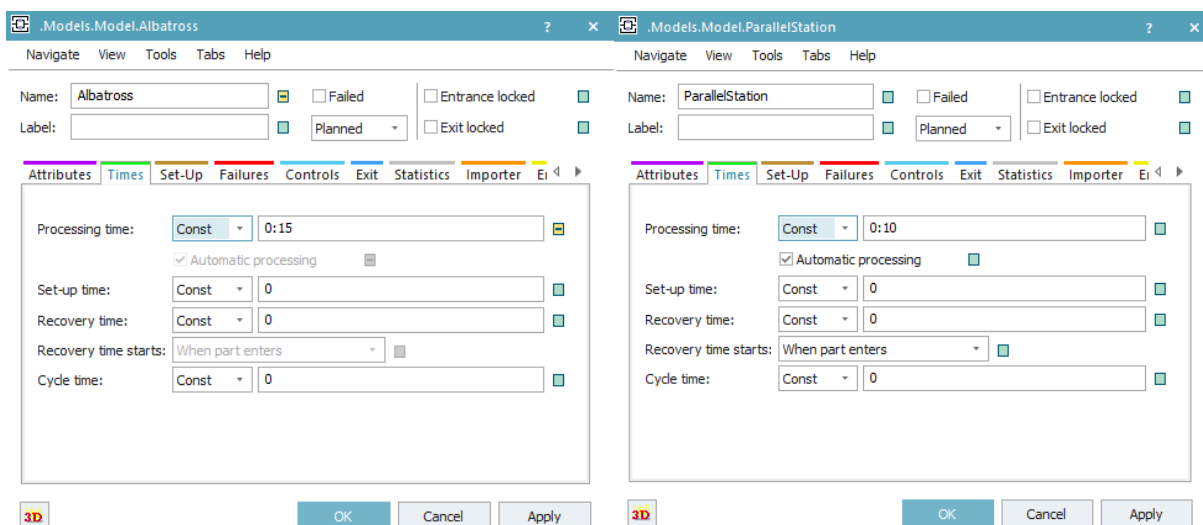 .Models.Model.Albatross ? ×
Navigate View Tools Tabs Help
Name: Albatross Failed Entrance locked
Label: Planned Exit locked
Attributes Times Set-Up Failures Controls Exit Statistics Importer
Processing time: Const 0:15
Automatic processing
Set-up time: Const 0
Recovery time: Const 0
Recovery time starts: When part enters
Cycle time: Const 0
3D OK Cancel Apply
.Models.Model.ParallelStation ? ×
Navigate View Tools Tabs Help
Name: ParallelStation Failed Entrance locked
Label: Planned Exit locked
Attributes Times Set-Up Failures Controls Exit Statistics Importer
Processing time: Const 0:10
Automatic processing
Set-up time: Const 0
Recovery time: Const 0
Recovery time starts: When part enters
Cycle time: Const 0
3D OK Cancel Apply